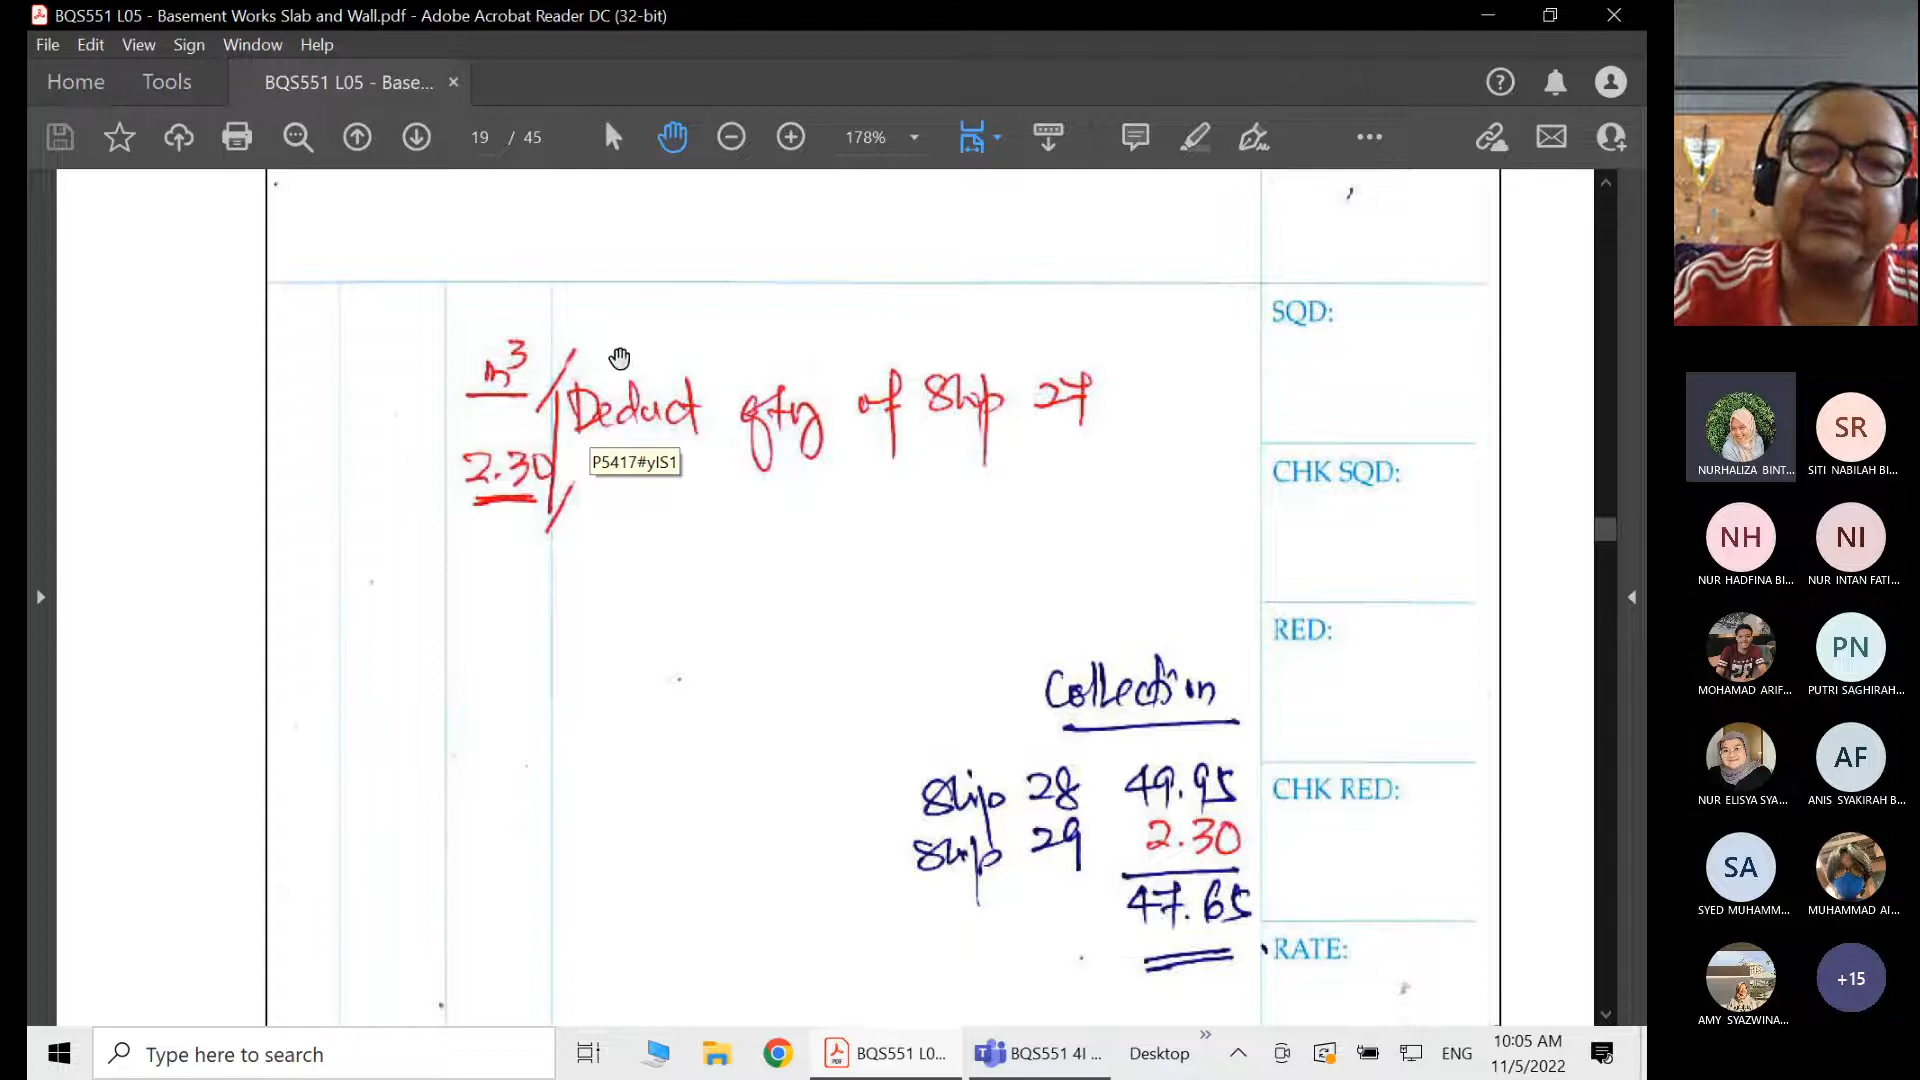 BQS551 L05 - Basement Works Slab and Wall.pdf - Adobe Acrobat Reader DC (32-bit)
File Edit View Sign Window Help
Home Tools BQS551 L05 - Base...
19 / 45 178%
m³
Deduct qty of Slip 27
2.30
P5417#yIS1
SQD:
CHK SQD:
RED:
CHK RED:
RATE:
Collection
Slip 28 49.95
Slip 29 2.30
47.65
NURHALIZA BINT...
SR
SITI NABILAH BI...
NH
NUR HADFINA BI...
NI
NUR INTAN FATI...
MOHAMAD ARIF...
PN
PUTRI SAGHIRAH...
NUR ELISYA SYA...
AF
ANIS SYAKIRAH B...
SA
SYED MUHAMM...
MUHAMMAD AI...
AMY SYAZWINA...
+15
Type here to search
BQS551 L0...
BQS551 4I ...
Desktop
ENG
10:05 AM
11/5/2022